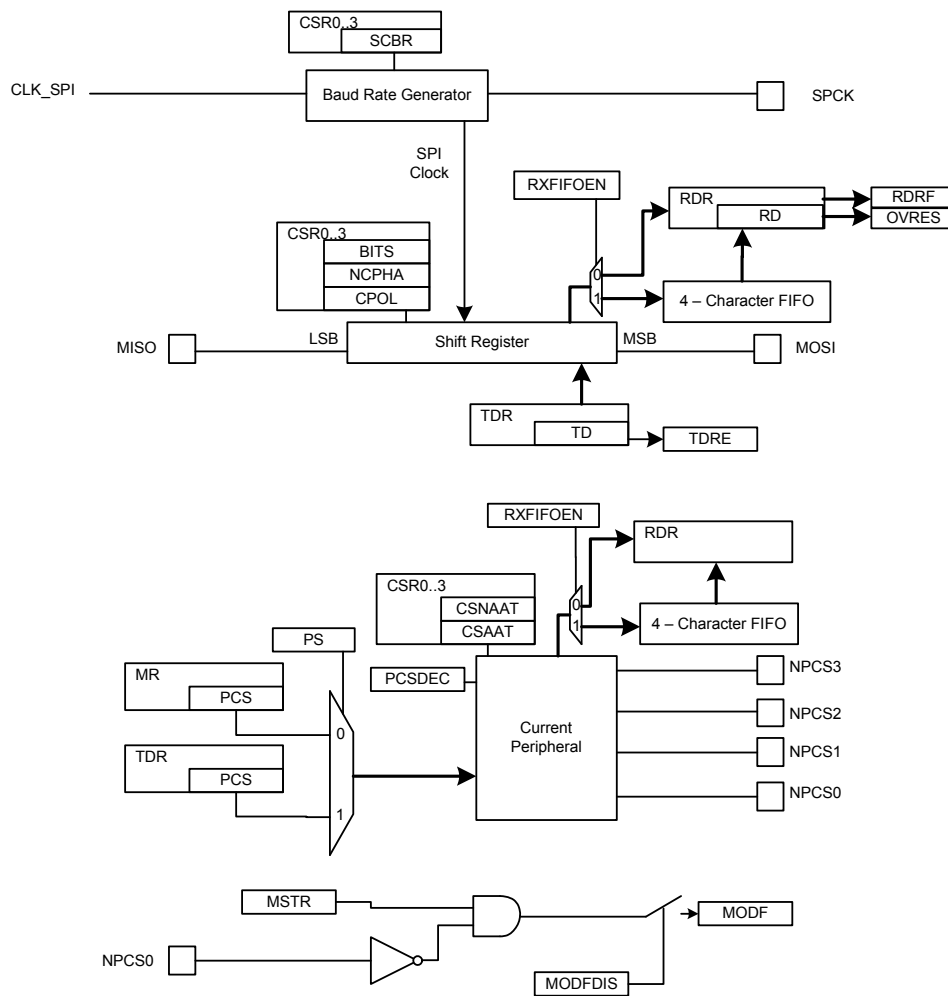 CSR0..3
SCBR
CLK_SPI
Baud Rate Generator
SPCK
SPI
Clock
RXFIFOEN
RDR
RD
RDRF
OVRES
CSR0..3
BITS
NCPHA
CPOL
0
1
4 – Character FIFO
MISO
LSB
Shift Register
MSB
MOSI
TDR
TD
TDRE
RXFIFOEN
RDR
CSR0..3
CSNAAT
CSAAT
0
1
4 – Character FIFO
PS
MR
PCS
PCSDEC
NPCS3
0
Current
Peripheral
NPCS2
TDR
PCS
NPCS1
1
NPCS0
MSTR
MODF
NPCS0
MODFDIS